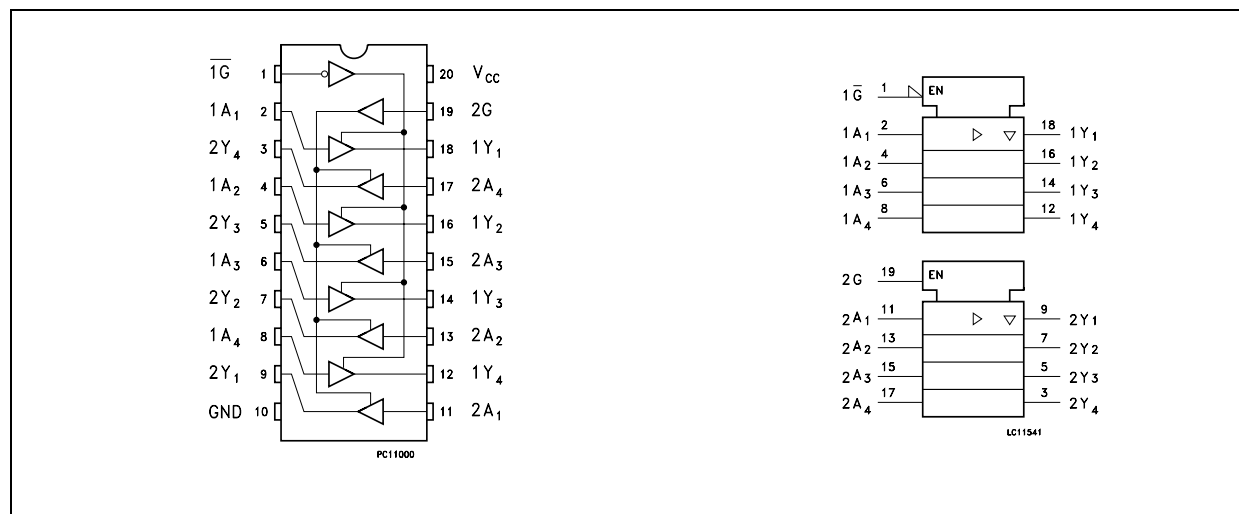 1G̅ 1 20 VCC
1A1 2 19 2G
2Y4 3 18 1Y1
1A2 4 17 2A4
2Y3 5 16 1Y2
1A3 6 15 2A3
2Y2 7 14 1Y3
1A4 8 13 2A2
2Y1 9 12 1Y4
GND 10 11 2A1
PC11000
1G̅ 1 EN
1A1 2 18 1Y1
1A2 4 16 1Y2
1A3 6 14 1Y3
1A4 8 12 1Y4
2G 19 EN
2A1 11 9 2Y1
2A2 13 7 2Y2
2A3 15 5 2Y3
2A4 17 3 2Y4
LC11541